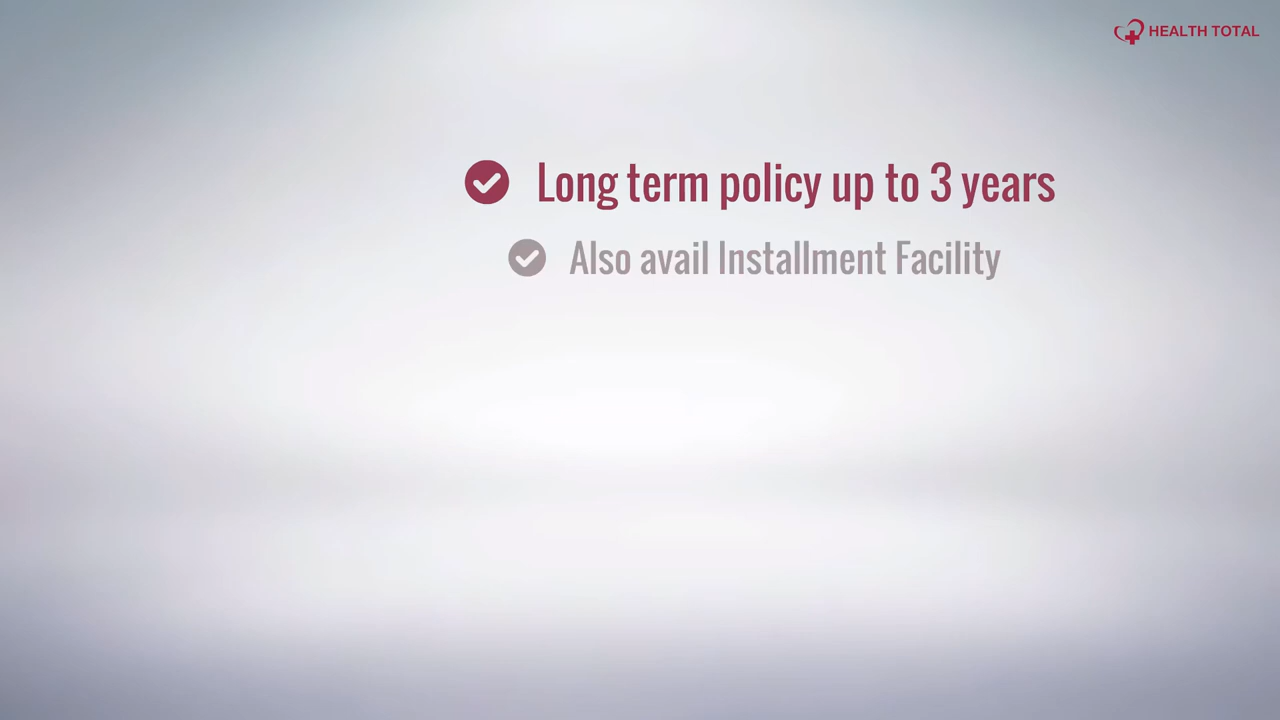 HEALTH TOTAL
Long term policy up to 3 years
Also avail Installment Facility